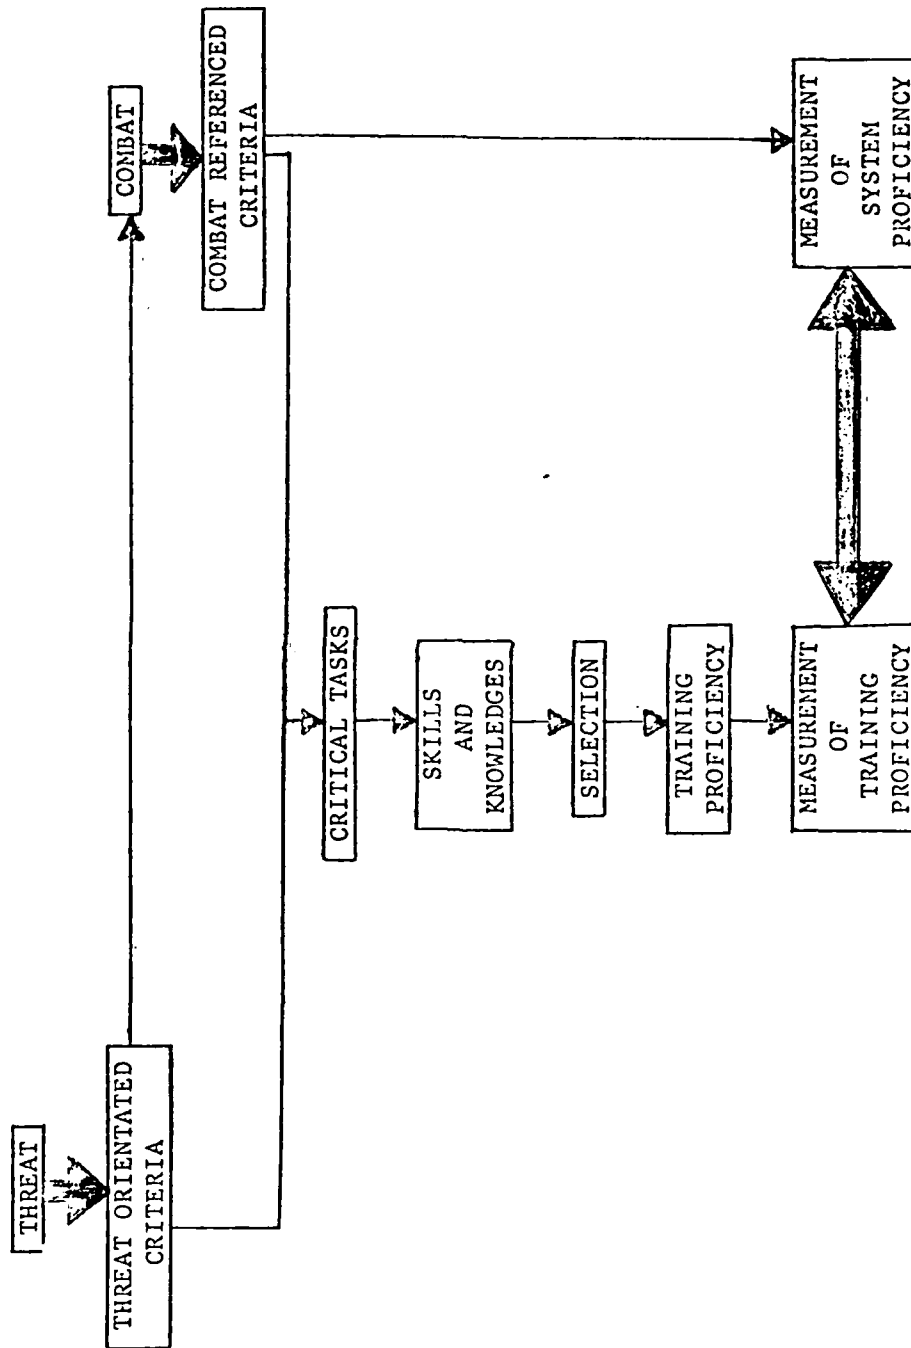 THREAT
THREAT ORIENTATED
CRITERIA
COMBAT
COMBAT REFERENCED
CRITERIA
CRITICAL TASKS
SKILLS
AND
KNOWLEDGES
SELECTION
TRAINING
PROFICIENCY
MEASUREMENT
OF
TRAINING
PROFICIENCY
MEASUREMENT
OF
SYSTEM
PROFICIENCY